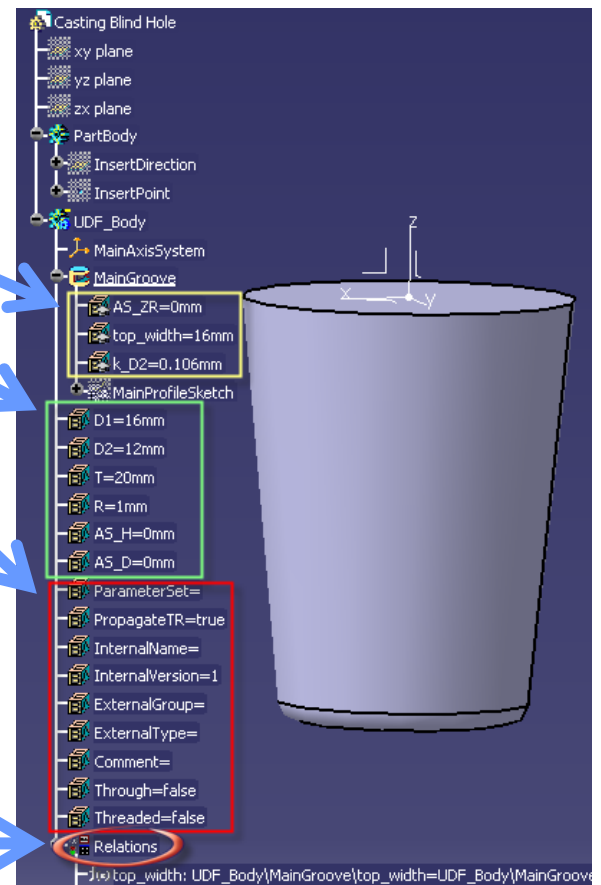 Casting Blind Hole
xy plane
yz plane
zx plane
PartBody
InsertDirection
InsertPoint
UDF_Body
MainAxisSystem
MainGroove
AS_ZR=0mm
top_width=16mm
k_D2=0.106mm
MainProfileSketch
D1=16mm
D2=12mm
T=20mm
R=1mm
AS_H=0mm
AS_D=0mm
ParameterSet=
PropagateTR=true
InternalName=
InternalVersion=1
ExternalGroup=
ExternalType=
Comment=
Through=false
Threaded=false
Relations
top_width: UDF_Body\MainGroove\top_width=UDF_Body\MainGroove
z
x
y